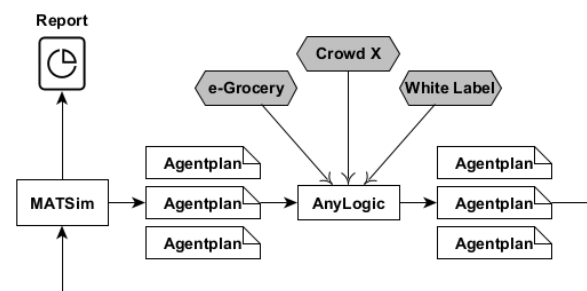 Report
Crowd X
e-Grocery
White Label
Agentplan
Agentplan
MATSim
Agentplan
AnyLogic
Agentplan
Agentplan
Agentplan